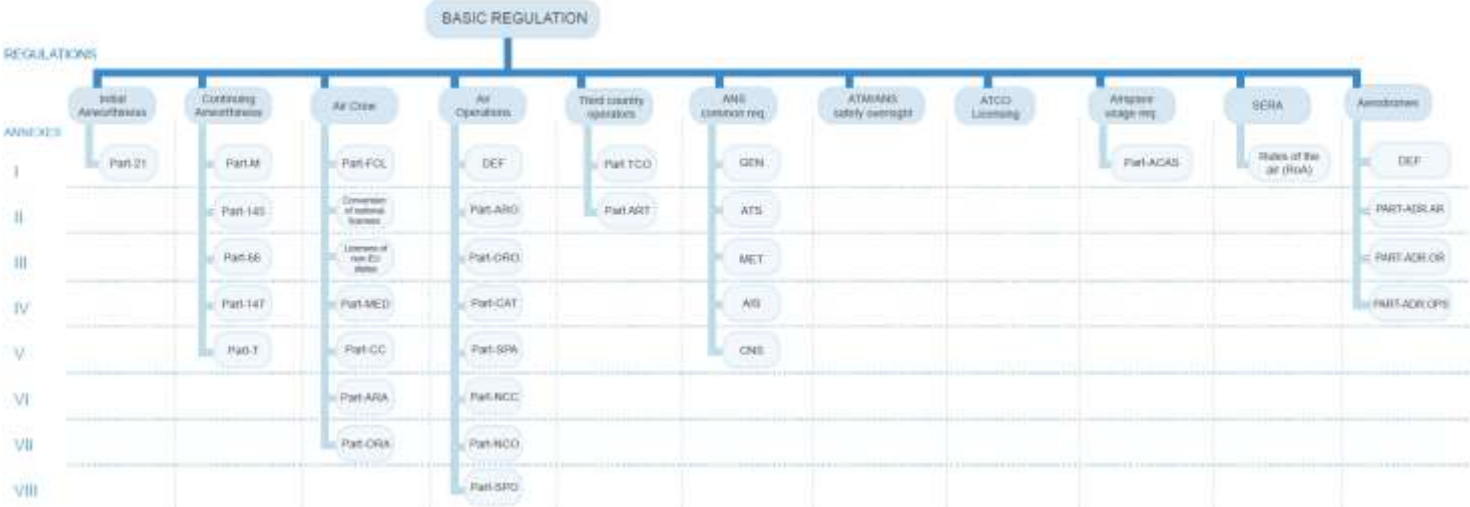 BASIC REGULATION
REGULATIONS
Initial
Airworthiness
Continuing
Airworthiness
Air Crew
Air
Operations
Third country
operators
ANS
common req.
ATM/ANS
safety oversight
ATCO
Licensing
Airspace
usage req.
SERA
Aerodromes
ANNEXES
I
Part-21
Part-M
Part-FCL
DEF
Part TCO
GEN
Part-ACAS
Rules of the
air (RoA)
DEF
II
Part-145
Conversion
of national
licences
Part-ARO
Part ART
ATS
PART-ADR.AR
III
Part-66
Licences of
non-EU
states
Part-ORO
MET
PART-ADR.OR
IV
Part-147
Part-MED
Part-CAT
AIS
PART-ADR.OPS
V
Part-T
Part-CC
Part-SPA
CNS
VI
Part-ARA
Part-NCC
VII
Part-ORA
Part-NCO
VIII
Part-SPO